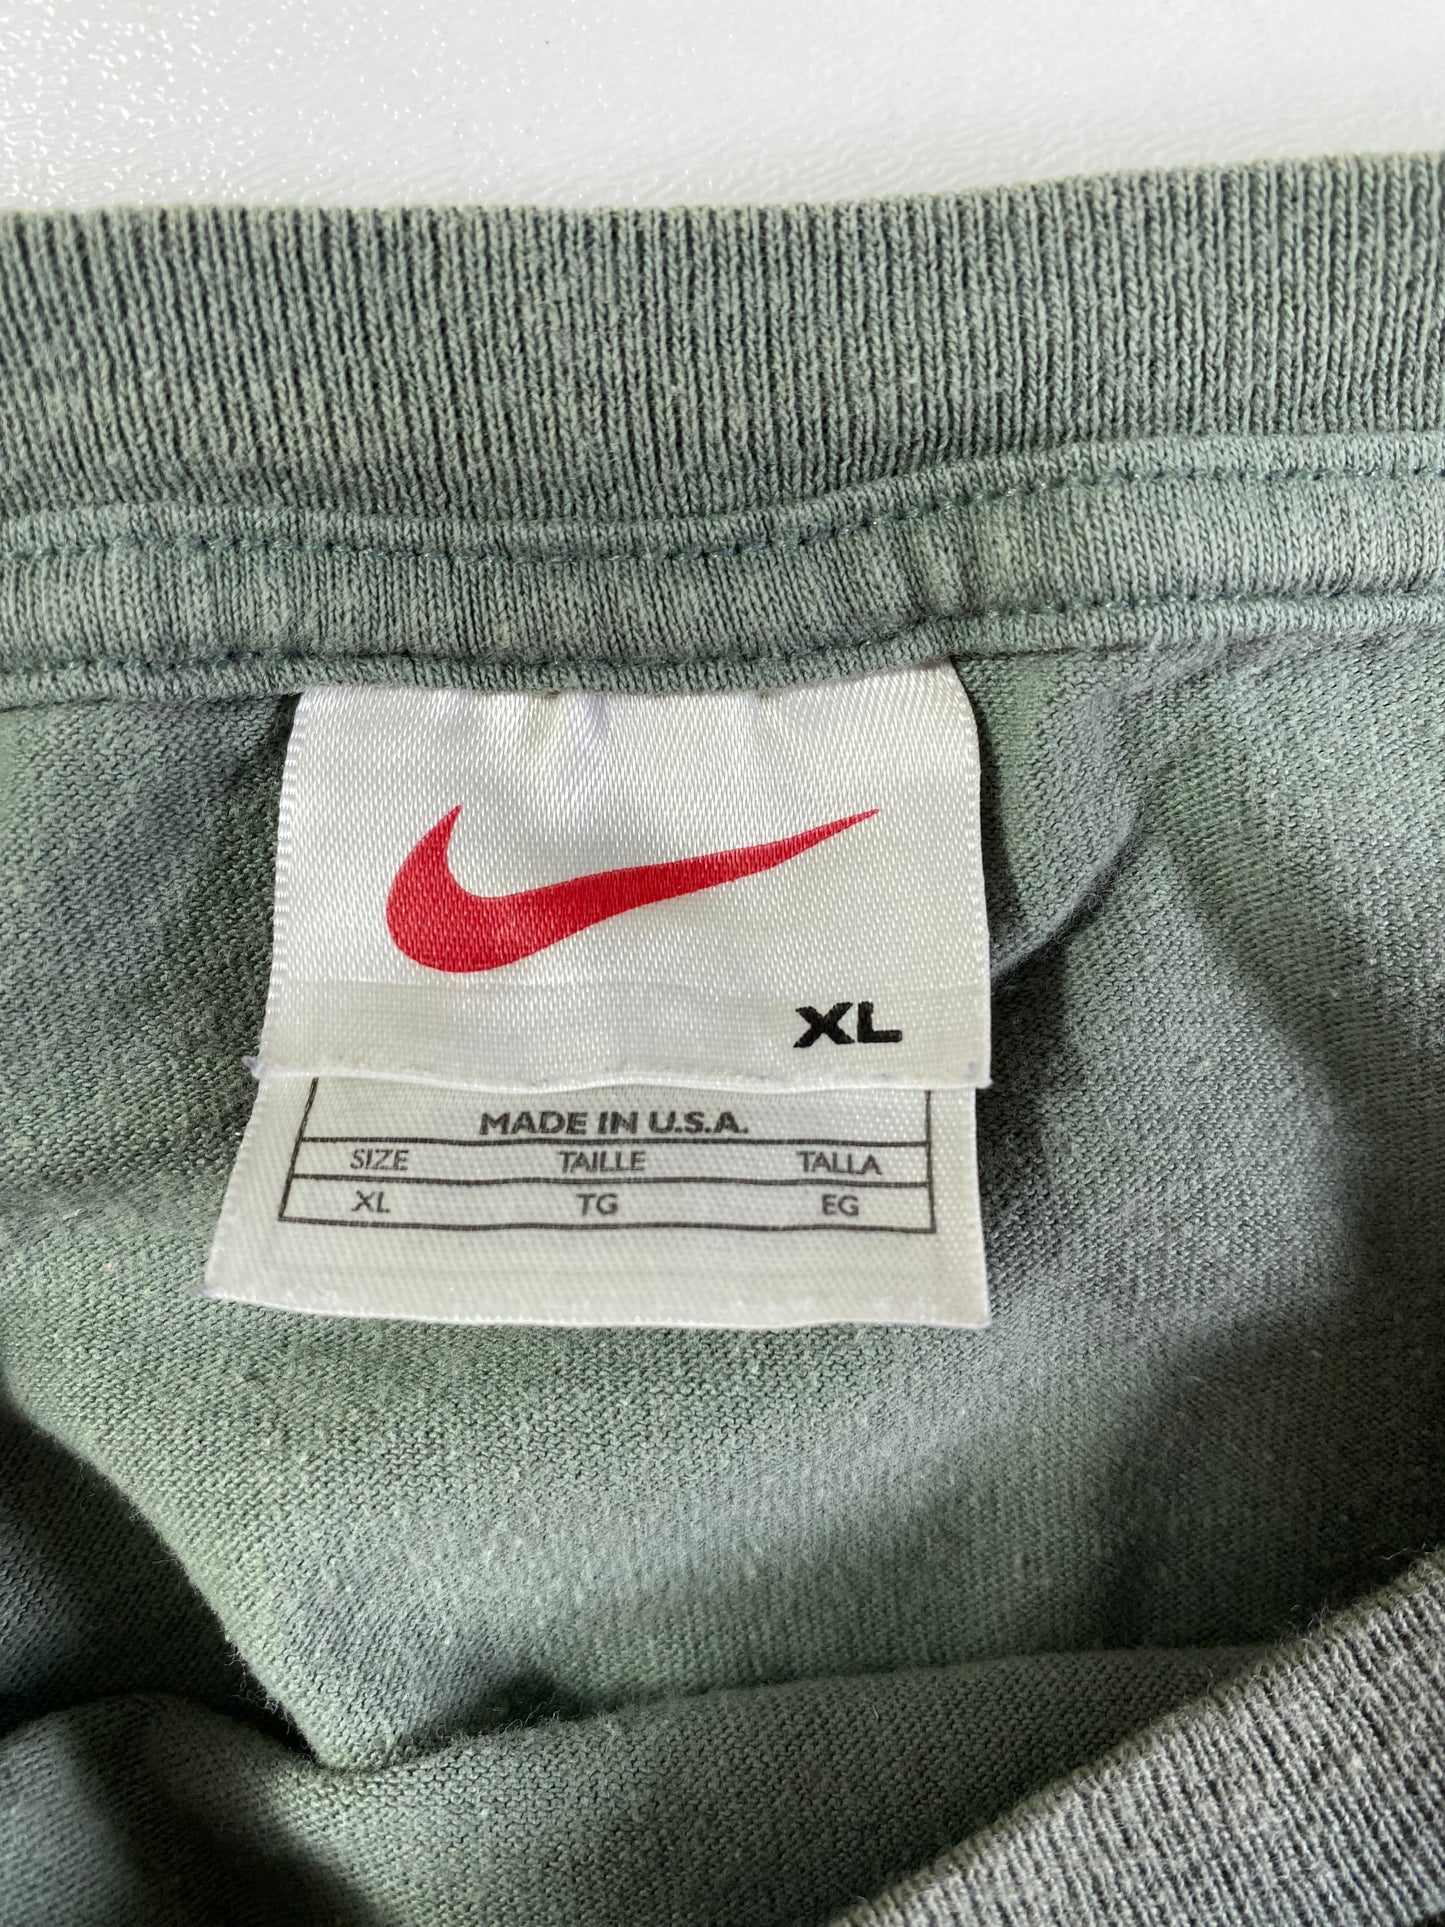 XL
MADE IN U.S.A.
SIZE TAILLE TALLA
XL TG EG